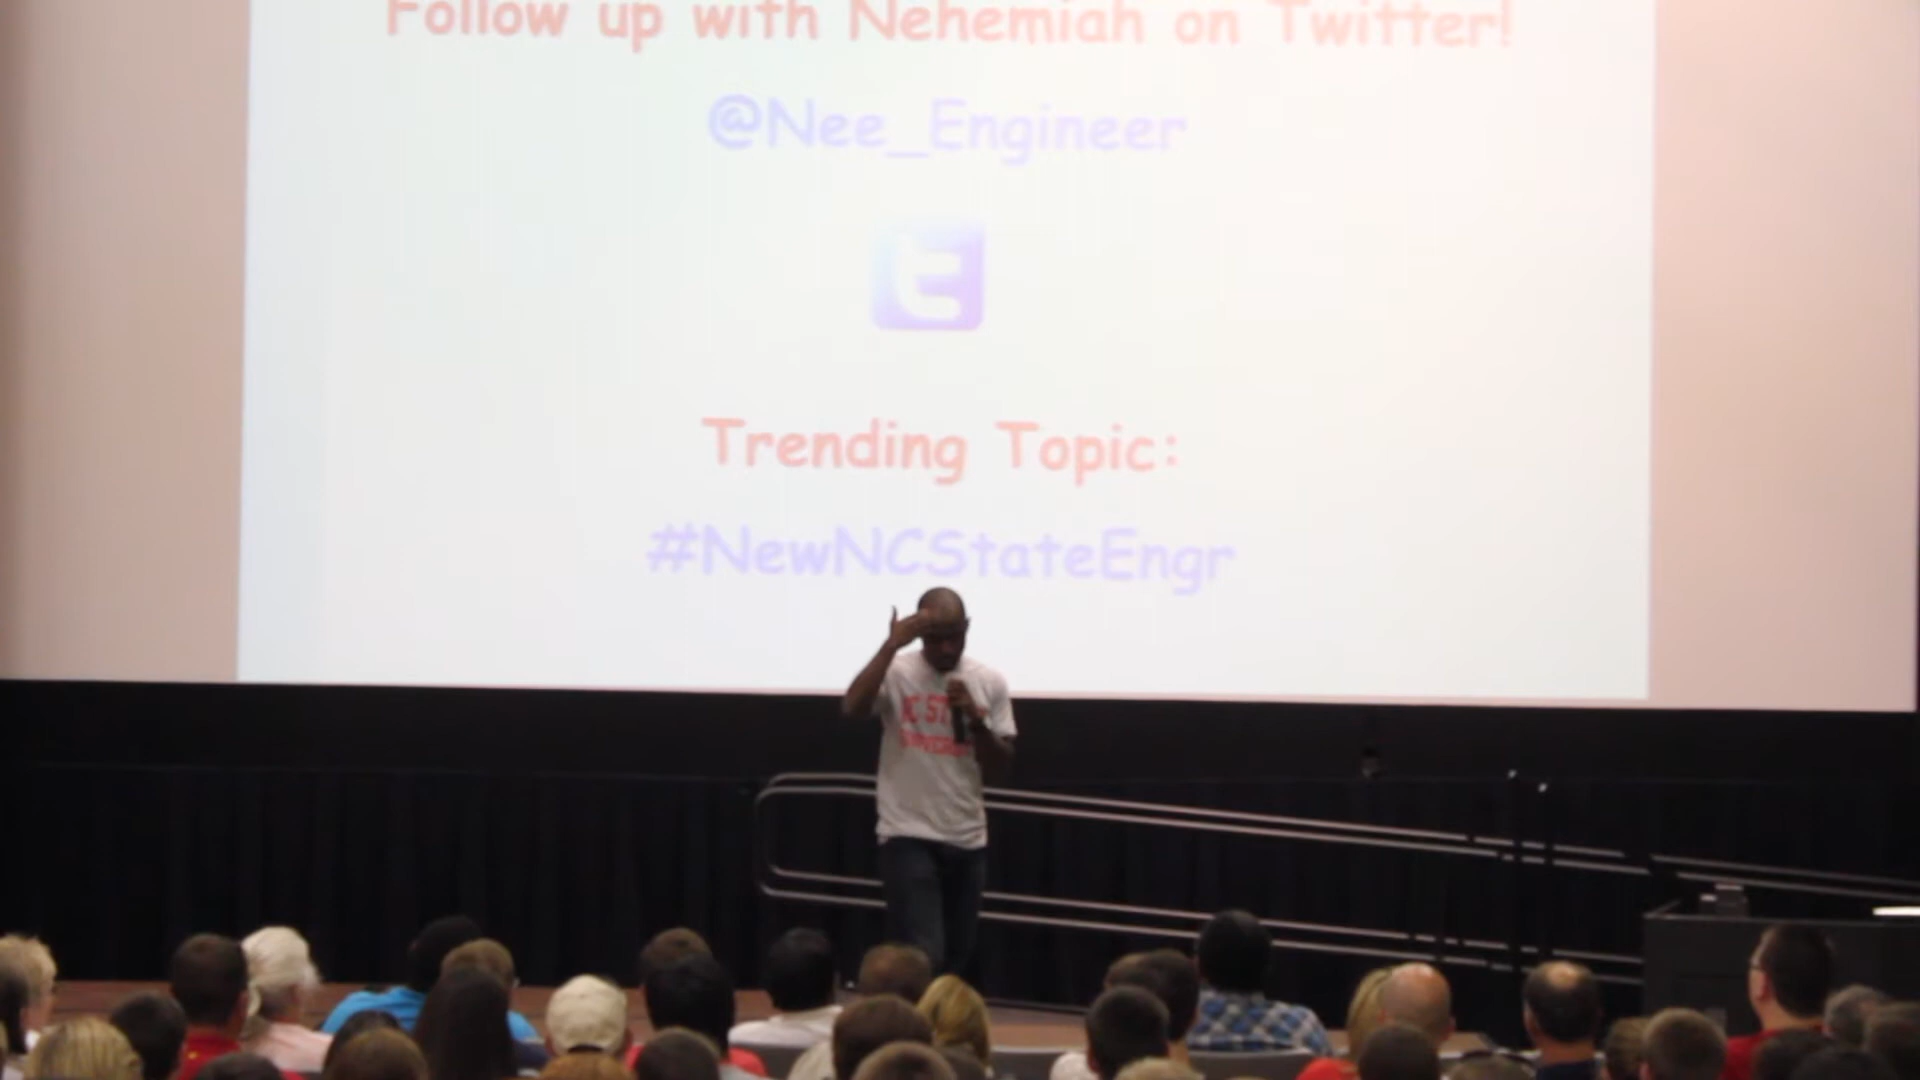 Follow up with Nehemiah on Twitter!
@Nee_Engineer
t
Trending Topic:
#NewNCStateEngr